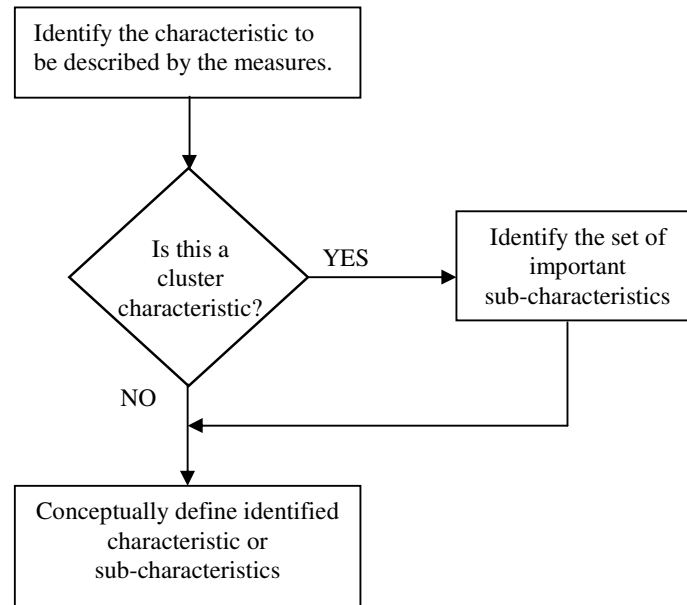 Identify the characteristic to
be described by the measures.
Is this a
cluster
characteristic?
YES
Identify the set of
important
sub-characteristics
NO
Conceptually define identified
characteristic or
sub-characteristics